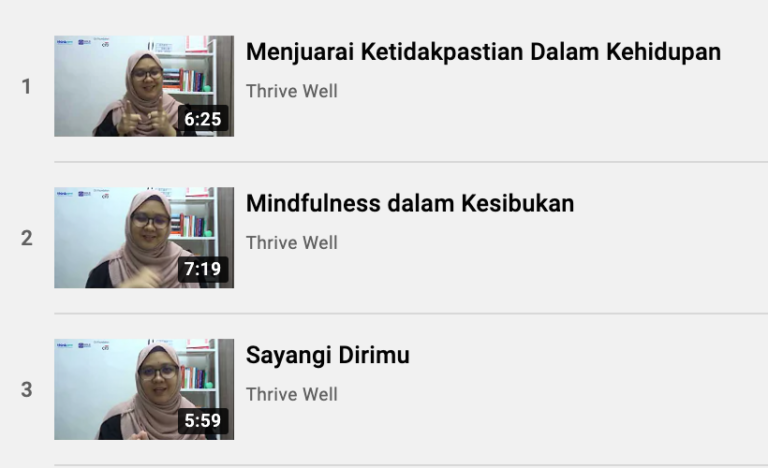 1
6:25
Menjuarai Ketidakpastian Dalam Kehidupan
Thrive Well
2
7:19
Mindfulness dalam Kesibukan
Thrive Well
3
5:59
Sayangi Dirimu
Thrive Well